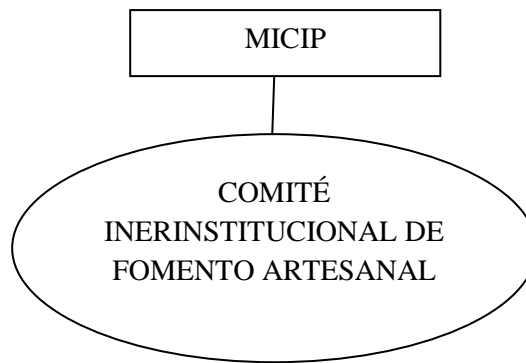 MICIP
COMITÉ
INERINSTITUCIONAL DE
FOMENTO ARTESANAL